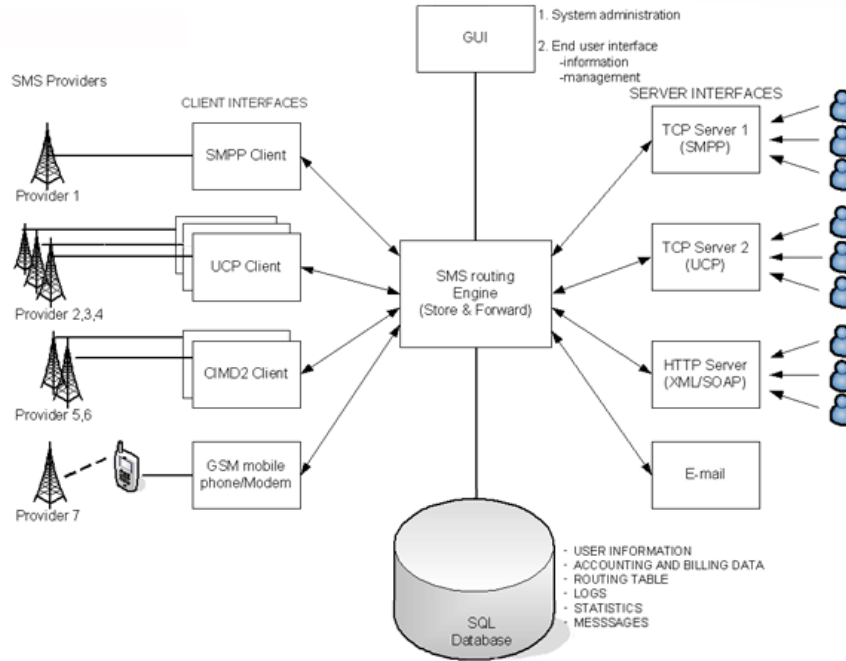 GUI
1. System administration
2. End user interface
-information
-management
SMS Providers
CLIENT INTERFACES
SERVER INTERFACES
SMPP Client
Provider 1
UCP Client
Provider 2,3,4
CIMD2 Client
Provider 5,6
GSM mobile
phone/Modem
Provider 7
SMS routing
Engine
(Store & Forward)
TCP Server 1
(SMPP)
TCP Server 2
(UCP)
HTTP Server
(XML/SOAP)
E-mail
SQL
Database
- USER INFORMATION
- ACCOUNTING AND BILLING DATA
- ROUTING TABLE
- LOGS
- STATISTICS
- MESSSAGES